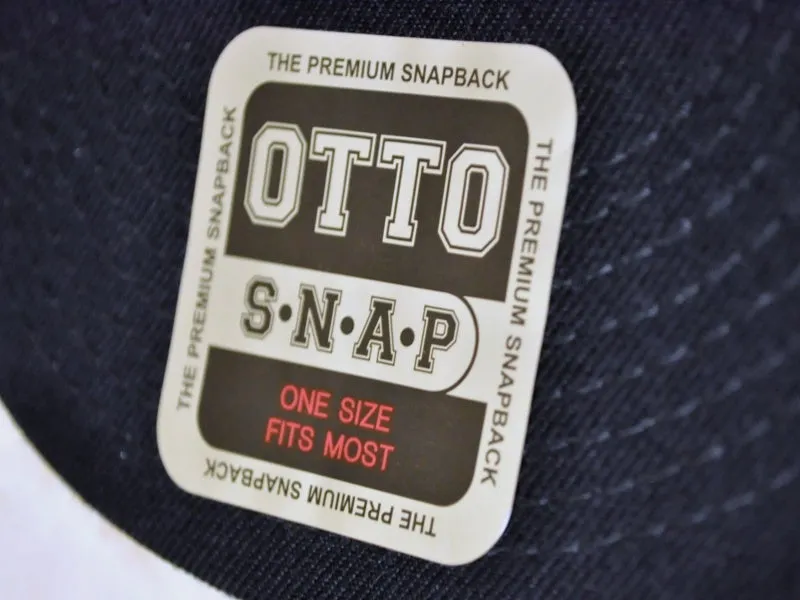 THE PREMIUM SNAPBACK
OTTO
S•N•A•P
ONE SIZE
FITS MOST
THE PREMIUM SNAPBACK
THE PREMIUM SNAPBACK
THE PREMIUM SNAPBACK